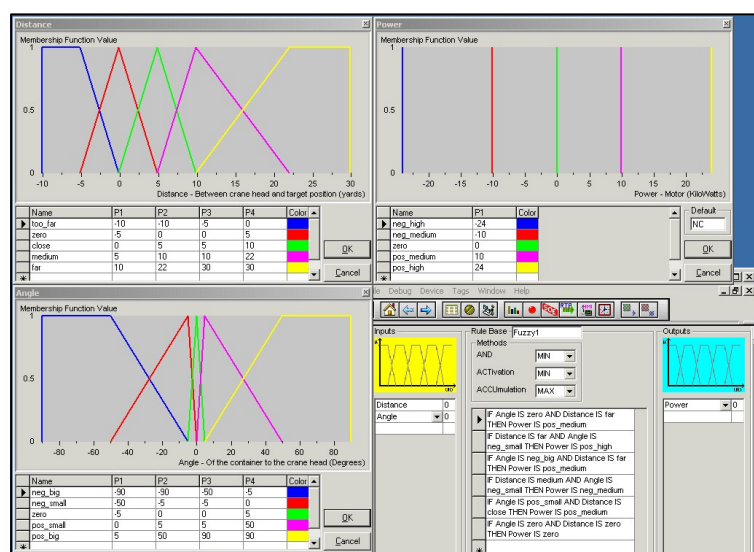 Distance
Membership Function Value
1
0.5
0
-10 -5 0 5 10 15 20 25 30
Distance - Between crane head and target position (yards)
Name P1 P2 P3 P4 Color
too_far -10 -10 -5 0
zero -5 0 0 5
close 0 5 5 10
medium 5 10 10 22
far 10 22 30 30
OK
Cancel
Power
Membership Function Value
1
0.5
0
-20 -15 -10 -5 0 5 10 15 20
Power - Motor (KiloWatts)
Name P1 Color
neg_high -24
neg_medium -10
zero 0
pos_medium 10
pos_high 24
Default
NC
OK
Cancel
Angle
Membership Function Value
1
0.5
0
-80 -60 -40 -20 0 20 40 60 80
Angle - Of the container to the crane head (Degrees)
Name P1 P2 P3 P4 Color
neg_big -90 -90 -50 -5
neg_small -50 -5 -5 0
zero -5 0 0 5
pos_small 0 5 5 50
pos_big 5 50 90 90
OK
Cancel
Debug Device Tags Window Help
Inputs
Distance 0
Angle 0
Rule Base Fuzzy1
Methods
AND MIN
ACTivation MIN
ACCUmulation MAX
IF Angle IS zero AND Distance IS far
THEN Power IS pos_medium
IF Distance IS far AND Angle IS
neg_small THEN Power IS pos_high
IF Angle IS neg_big AND Distance IS far
THEN Power IS pos_medium
IF Distance IS medium AND Angle IS
neg_small THEN Power IS neg_medium
IF Angle IS pos_small AND Distance IS
close THEN Power IS pos_medium
IF Angle IS zero AND Distance IS zero
THEN Power IS zero
Outputs
Power 0